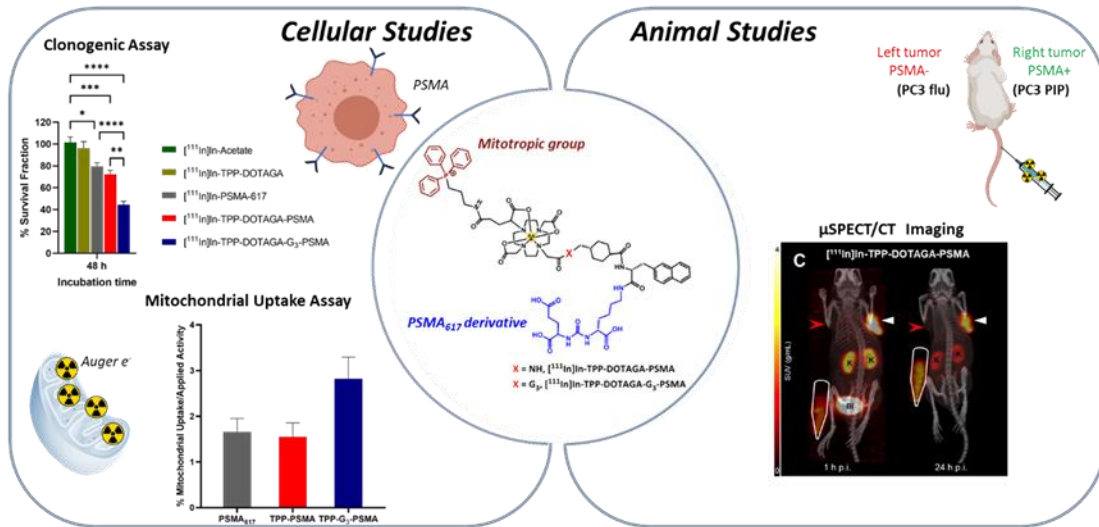 Cellular Studies
Clonogenic Assay
****
***
*
****
**
120
100
80
60
40
20
0
% Survival Fraction
48 h
Incubation time
[¹¹¹In]In-Acetate
[¹¹¹In]In-TPP-DOTAGA
[¹¹¹In]In-PSMA-617
[¹¹¹In]In-TPP-DOTAGA-PSMA
[¹¹¹In]In-TPP-DOTAGA-G₃-PSMA
PSMA
Mitochondrial Uptake Assay
Auger e⁻
% Mitochondrial Uptake/Applied Activity
4
3
2
1
0
PSMA₆₁₇
TPP-PSMA
TPP-G₃-PSMA
Mitotropic group
PSMA₆₁₇ derivative
X = NH, [¹¹¹In]In-TPP-DOTAGA-PSMA
X = G₃, [¹¹¹In]In-TPP-DOTAGA-G₃-PSMA
Animal Studies
Left tumor
PSMA-
(PC3 flu)
Right tumor
PSMA+
(PC3 PIP)
µSPECT/CT Imaging
C
[¹¹¹In]In-TPP-DOTAGA-PSMA
4
SUV (g/mL)
0
K
K
Bl
K
K
1 h p.i.
24 h p.i.